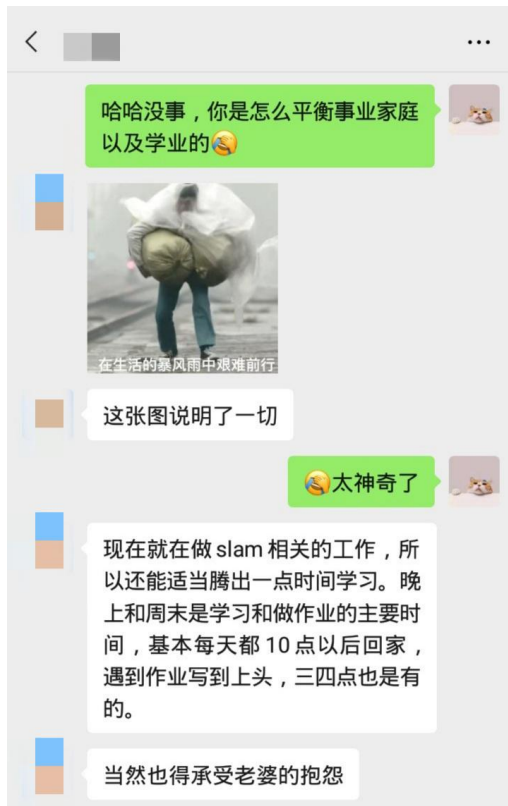 哈哈没事，你是怎么平衡事业家庭
以及学业的
在生活的暴风雨中艰难前行
这张图说明了一切
太神奇了
现在就在做 slam 相关的工作，所
以还能适当腾出一点时间学习。晚
上和周末是学习和做作业的主要时
间，基本每天都 10 点以后回家，
遇到作业写到上头，三四点也是有
的。
当然也得承受老婆的抱怨